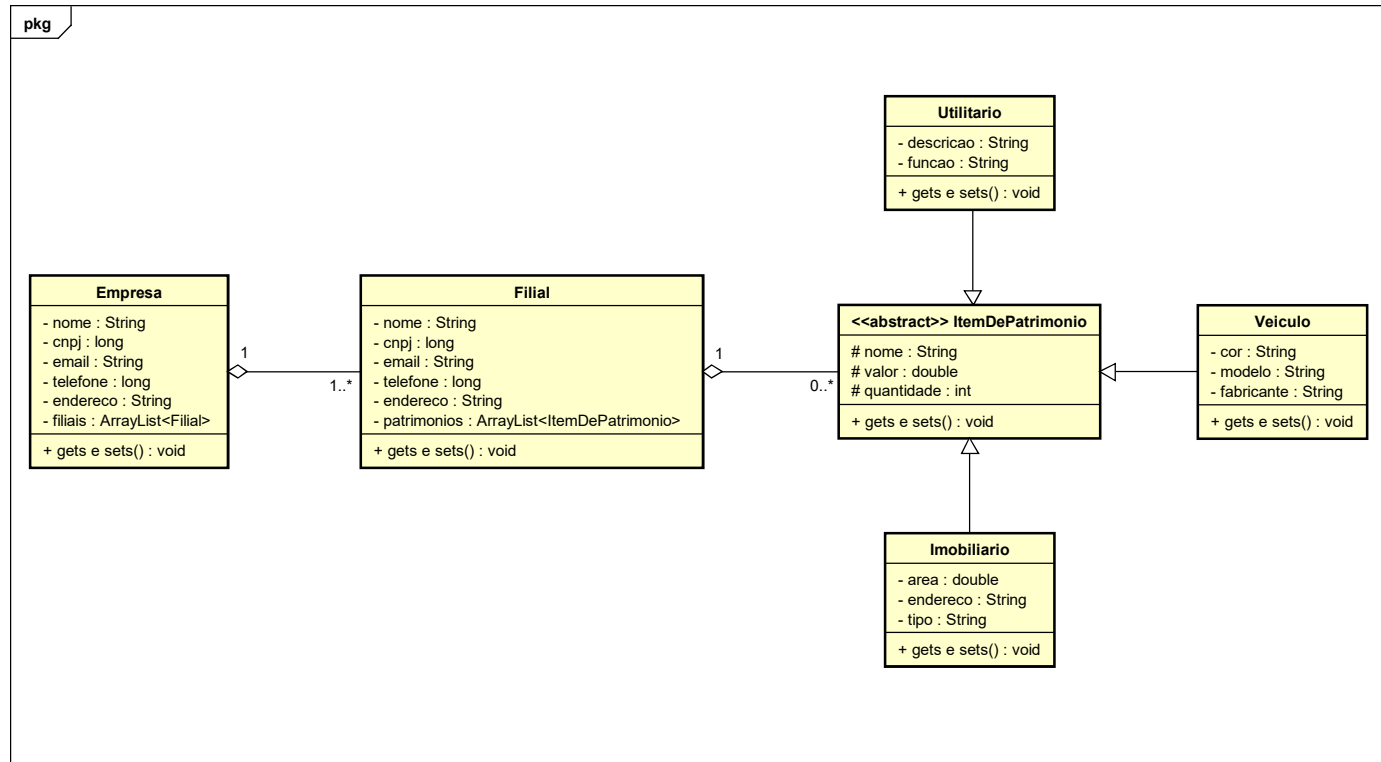 pkg
Utilitario
- descricao : String
- funcao : String
+ gets e sets() : void
Empresa
- nome : String
- cnpj : long
- email : String
- telefone : long
- endereco : String
- filiais : ArrayList<Filial>
+ gets e sets() : void
1
1..*
Filial
- nome : String
- cnpj : long
- email : String
- telefone : long
- endereco : String
- patrimonios : ArrayList<ItemDePatrimonio>
+ gets e sets() : void
1
0..*
<<abstract>> ItemDePatrimonio
# nome : String
# valor : double
# quantidade : int
+ gets e sets() : void
Veiculo
- cor : String
- modelo : String
- fabricante : String
+ gets e sets() : void
Imobiliario
- area : double
- endereco : String
- tipo : String
+ gets e sets() : void